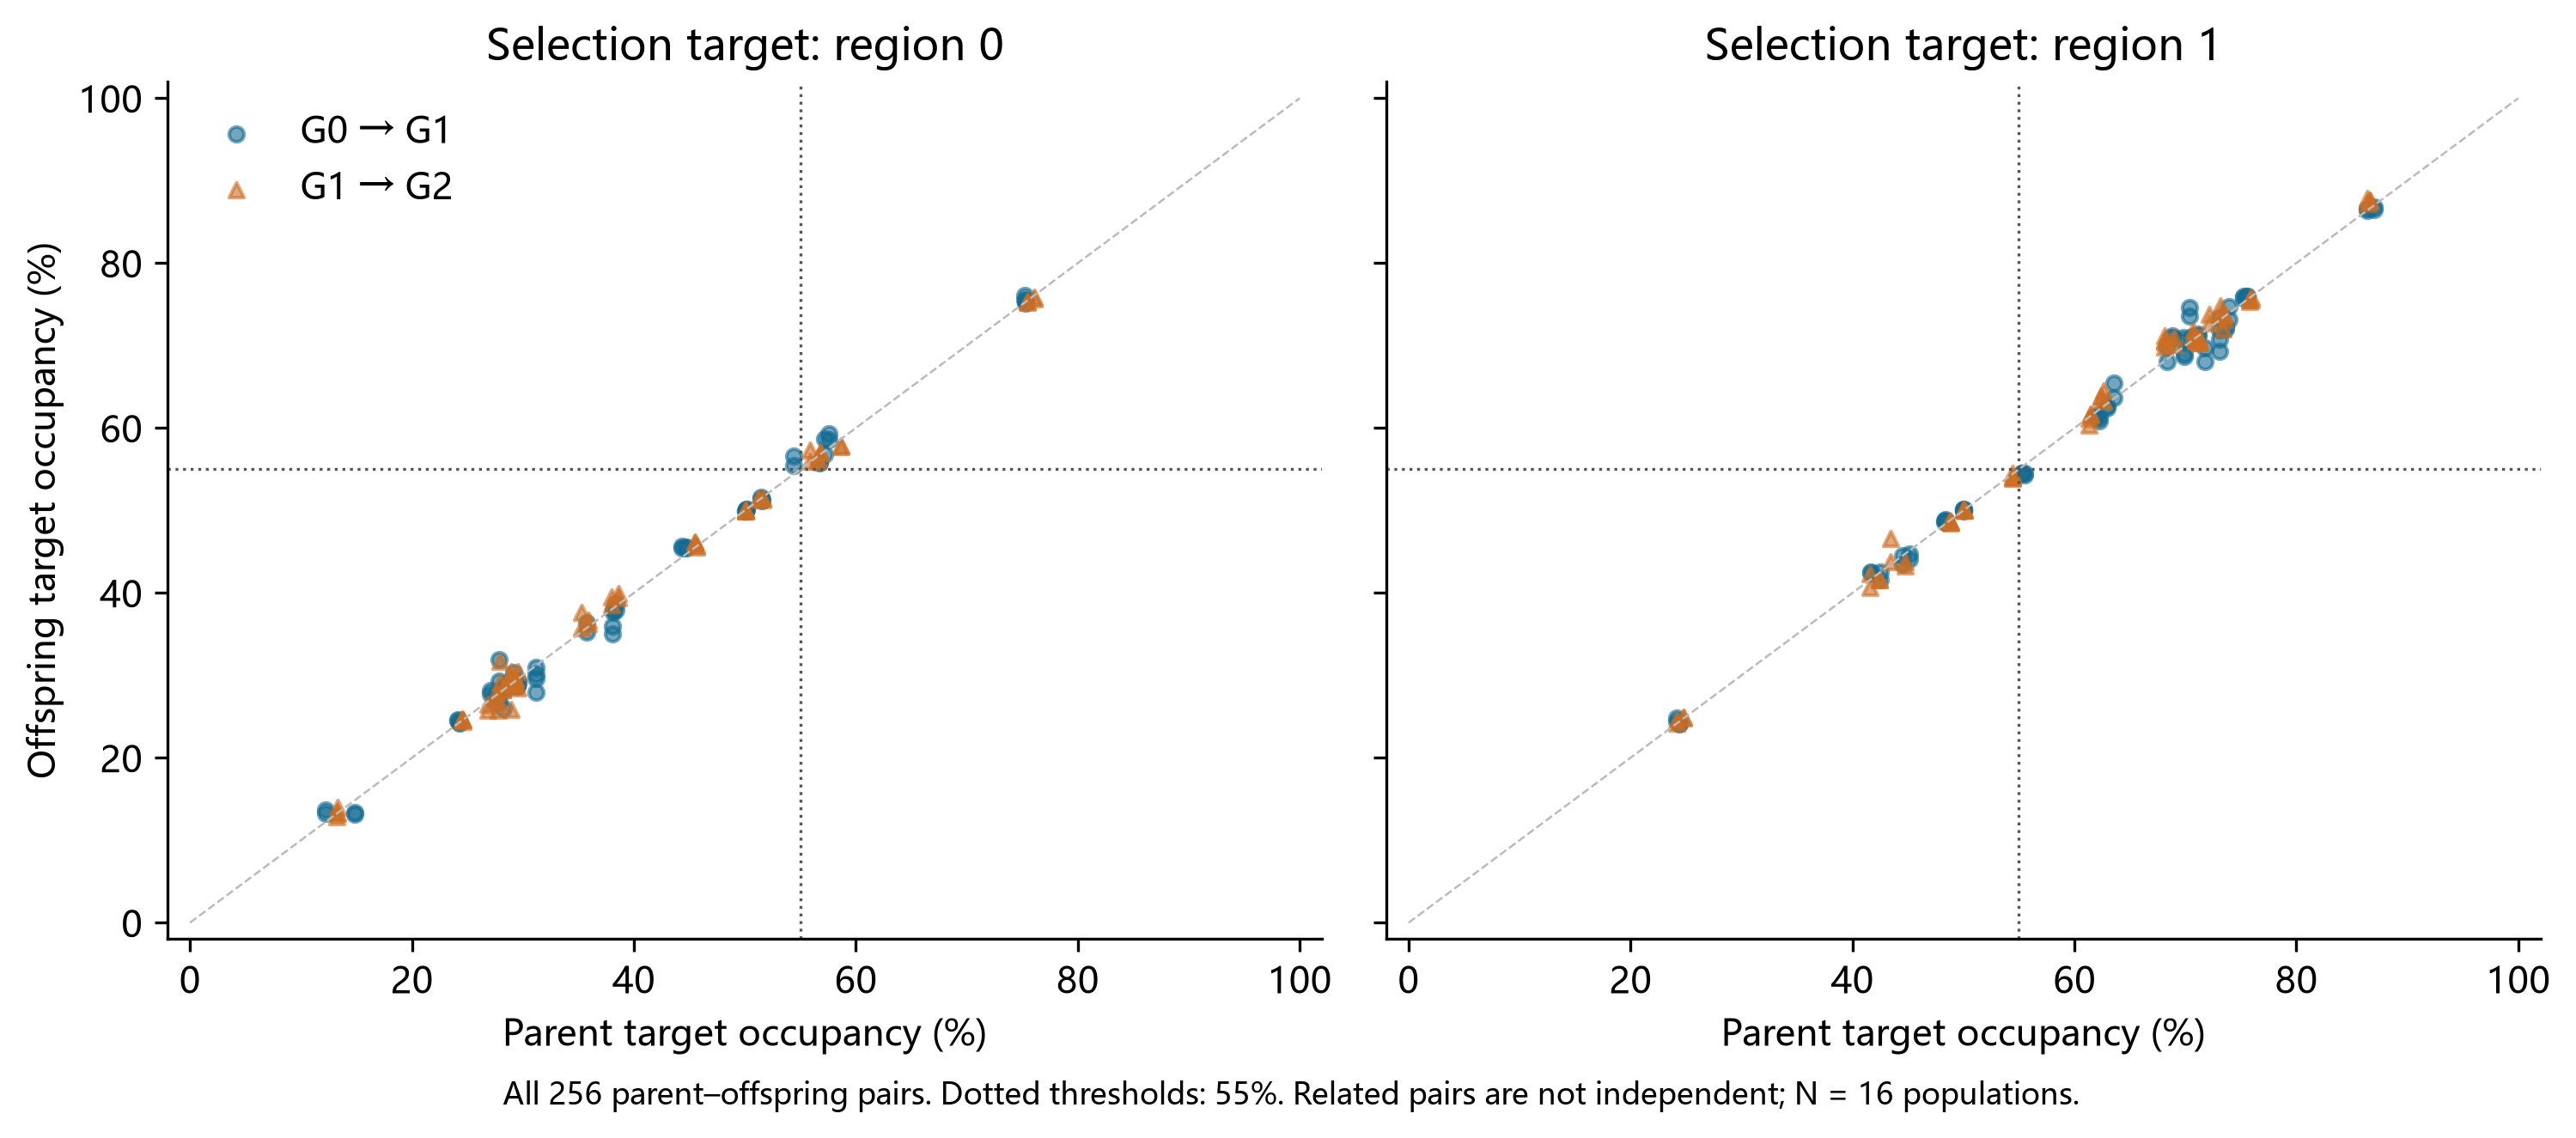 Selection target: region 0
Selection target: region 1
G0 → G1
G1 → G2
Offspring target occupancy (%)
100
80
60
40
20
0
0 20 40 60 80 100
0 20 40 60 80 100
Parent target occupancy (%)
Parent target occupancy (%)
All 256 parent–offspring pairs. Dotted thresholds: 55%. Related pairs are not independent; N = 16 populations.